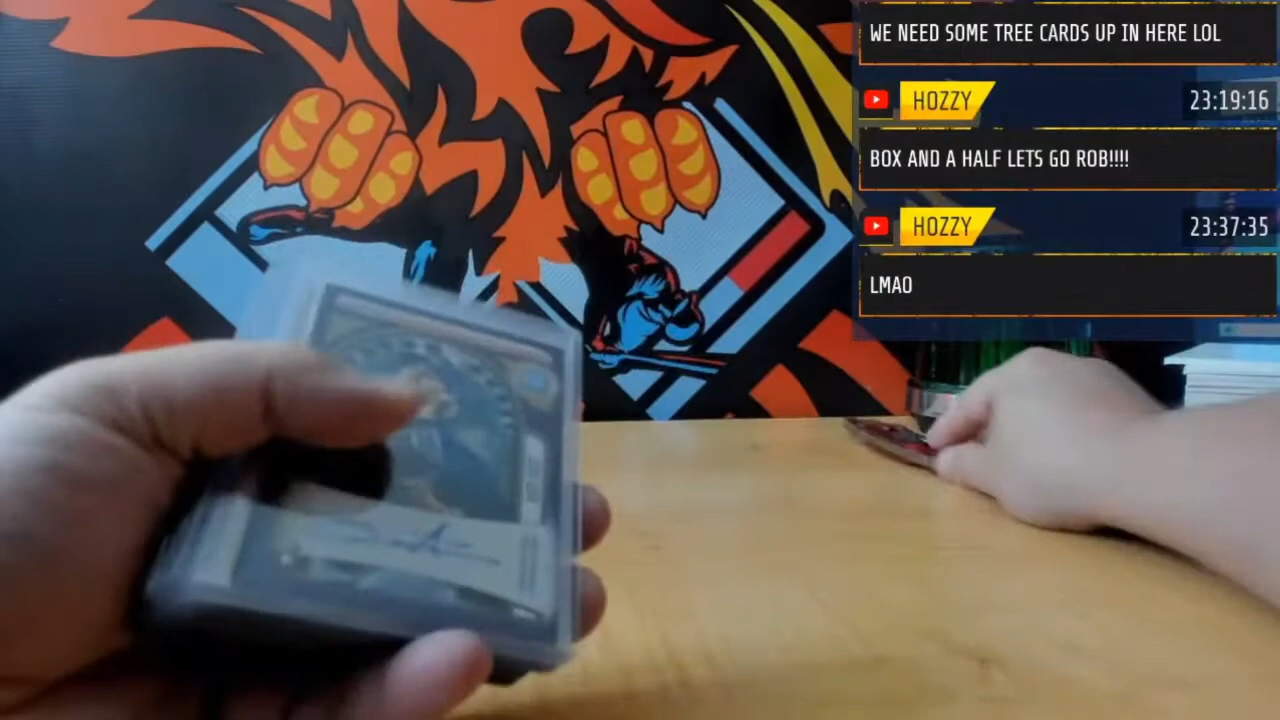 WE NEED SOME TREE CARDS UP IN HERE LOL
HOZZY 23:19:16
BOX AND A HALF LETS GO ROB!!!!
HOZZY 23:37:35
LMAO